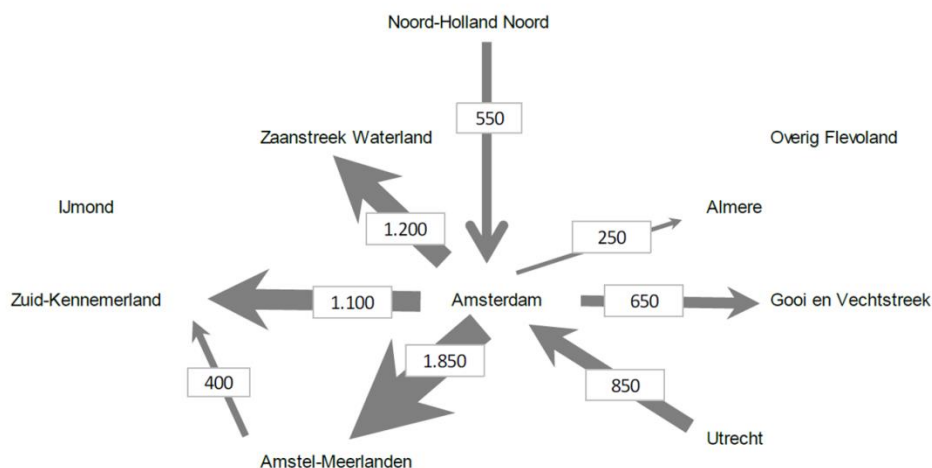 Noord-Holland Noord
550
Zaanstreek Waterland
Overig Flevoland
IJmond
1.200
250
Almere
Zuid-Kennemerland
1.100
Amsterdam
650
Gooi en Vechtstreek
1.850
400
850
Utrecht
Amstel-Meerlanden